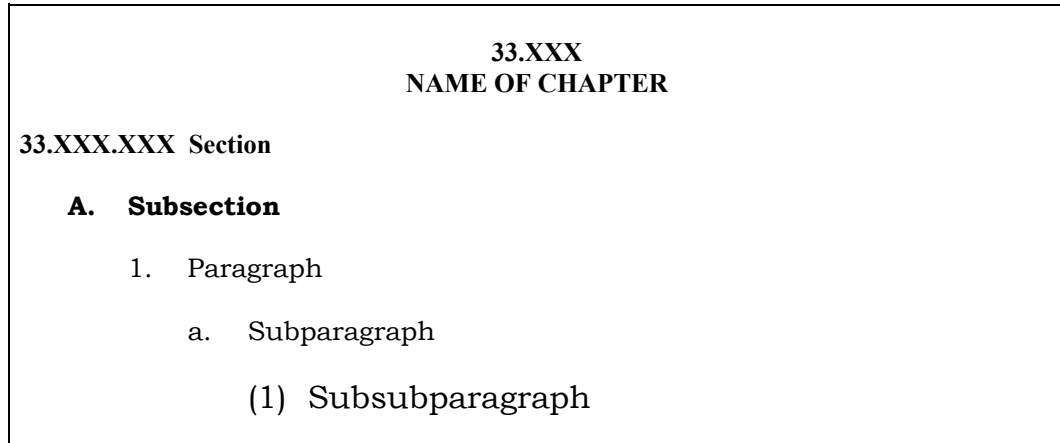 33.XXX
NAME OF CHAPTER
33.XXX.XXX Section
A. Subsection
1. Paragraph
a. Subparagraph
(1) Subsubparagraph